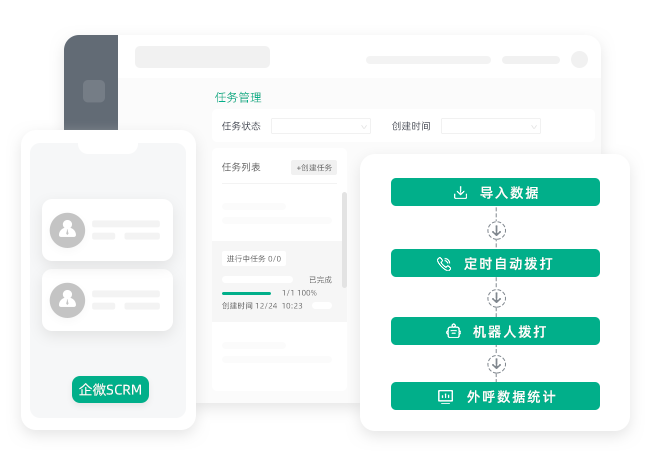 任务管理
任务状态
创建时间
任务列表
+创建任务
进行中任务 0/0
已完成
1/1 100%
创建时间 12/24 10:23
导入数据
定时自动拨打
机器人拨打
外呼数据统计
企微SCRM